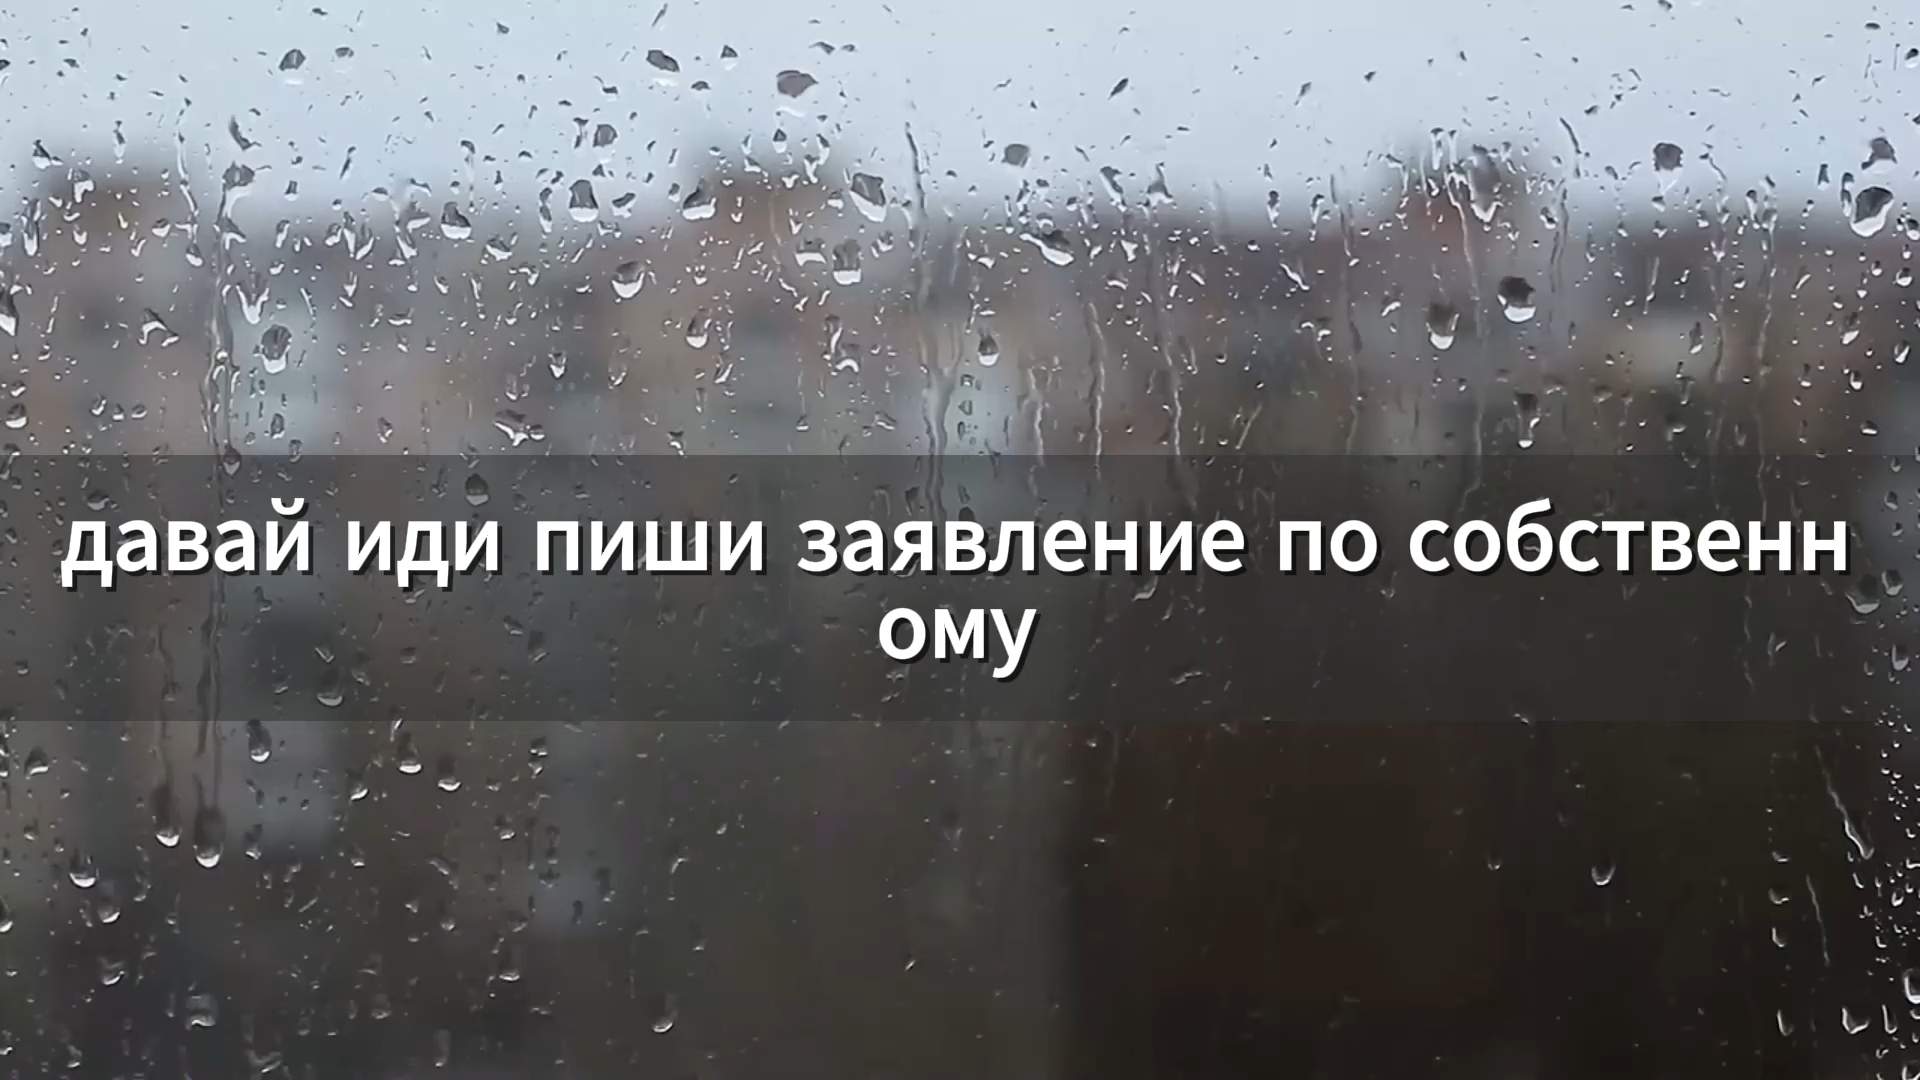 давай иди пиши заявление по собственн
ому